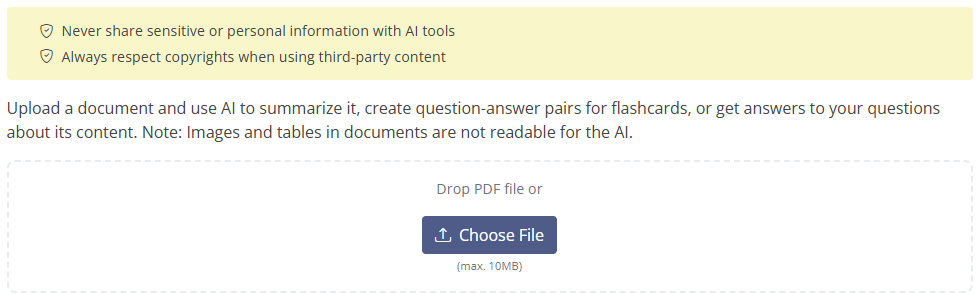 Never share sensitive or personal information with AI tools
Always respect copyrights when using third-party content
Upload a document and use AI to summarize it, create question-answer pairs for flashcards, or get answers to your questions
about its content. Note: Images and tables in documents are not readable for the AI.
Drop PDF file or
Choose File
(max. 10MB)